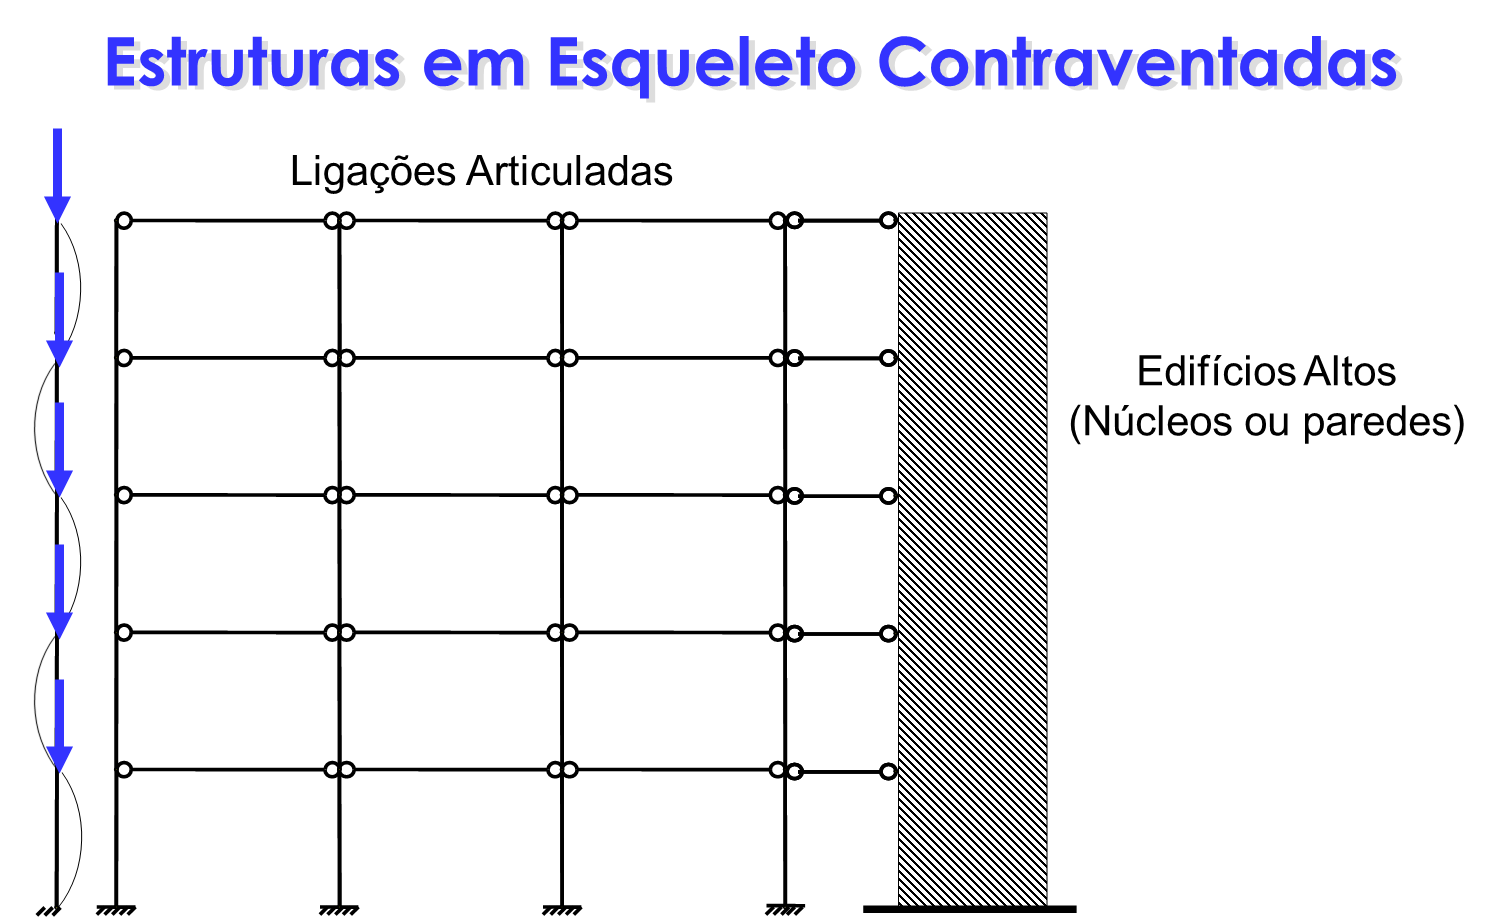 Estruturas em Esqueleto Contraventadas
Ligações Articuladas
Edifícios Altos
(Núcleos ou paredes)